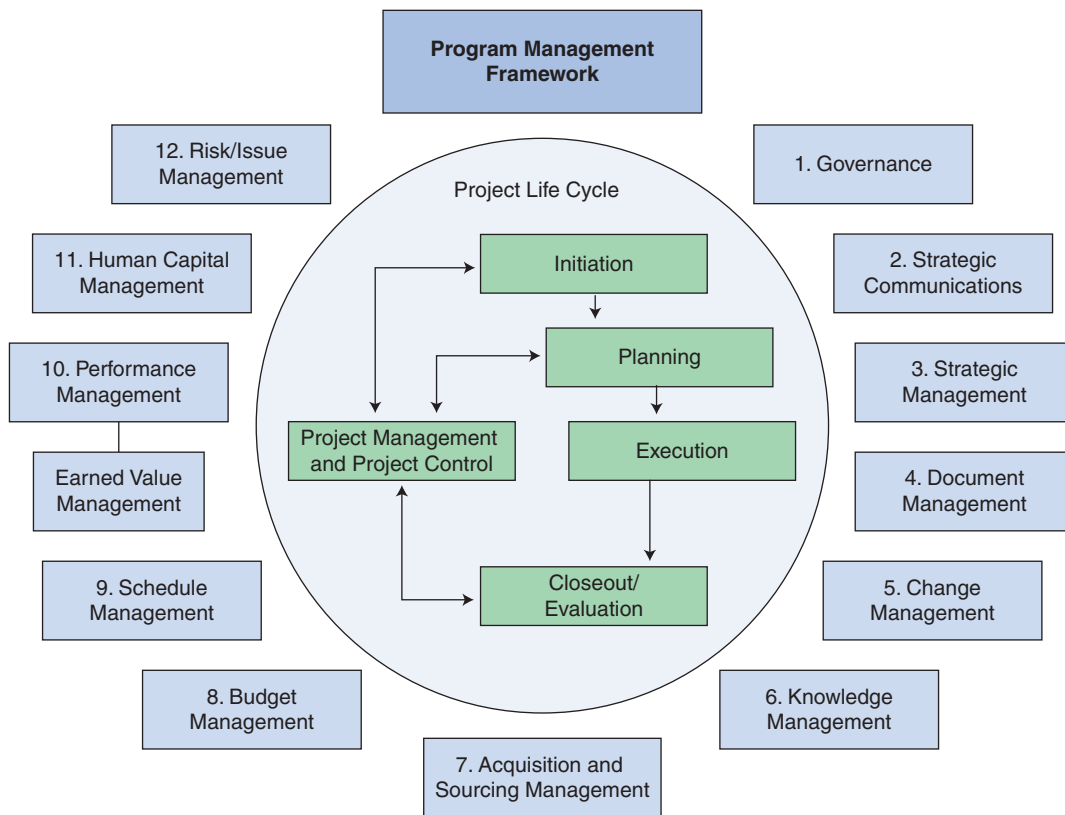 Program Management
Framework
12. Risk/Issue
Management
1. Governance
Project Life Cycle
11. Human Capital
Management
Initiation
2. Strategic
Communications
10. Performance
Management
Planning
3. Strategic
Management
Earned Value
Management
Project Management
and Project Control
Execution
4. Document
Management
9. Schedule
Management
Closeout/
Evaluation
5. Change
Management
8. Budget
Management
6. Knowledge
Management
7. Acquisition and
Sourcing Management